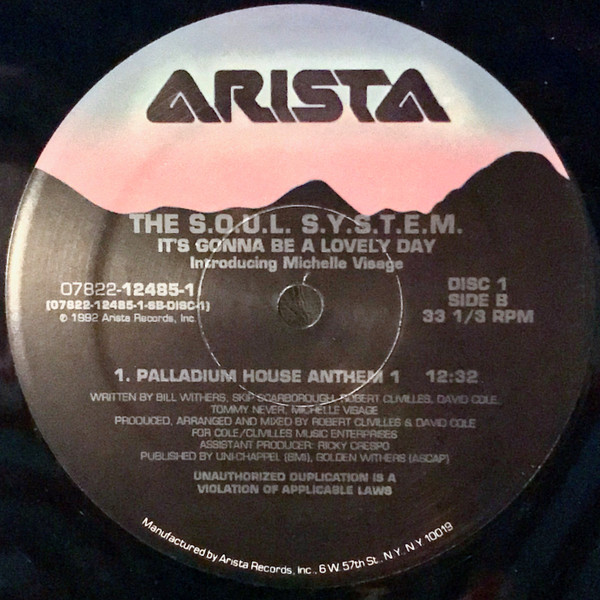 ARISTA
THE S.O.U.L. S.Y.S.T.E.M.
IT'S GONNA BE A LOVELY DAY
Introducing Michelle Visage
07822-12485-1
(07822-12485-1-SB-DISC-1)
℗ 1992 Arista Records, Inc.
DISC 1
SIDE B
33 1/3 RPM
1. PALLADIUM HOUSE ANTHEM 1 12:32
WRITTEN BY BILL WITHERS, SKIP SCARBOROUGH, ROBERT CLIVILLES, DAVID COLE,
TOMMY NEVER, MICHELLE VISAGE
PRODUCED, ARRANGED AND MIXED BY ROBERT CLIVILLES & DAVID COLE
FOR COLE/CLIVILLES MUSIC ENTERPRISES
ASSISTANT PRODUCER: RICKY CRESPO
PUBLISHED BY UNI-CHAPPEL (BMI), GOLDEN WITHERS (ASCAP)
UNAUTHORIZED DUPLICATION IS A
VIOLATION OF APPLICABLE LAWS
Manufactured by Arista Records, Inc., 6 W. 57th St., N.Y. N.Y 10019